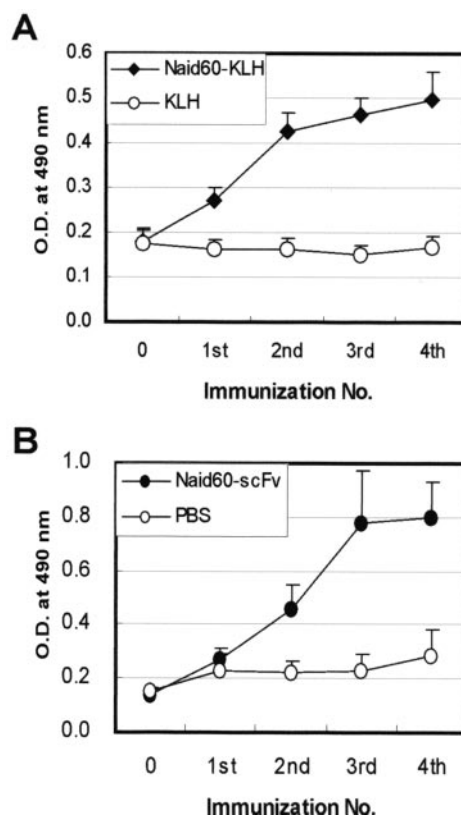 A
0.6
0.5
0.4
0.3
0.2
0.1
0.0
O.D. at 490 nm
Naid60-KLH
KLH
0 1st 2nd 3rd 4th
Immunization No.
B
1.0
0.8
0.6
0.4
0.2
0.0
O.D. at 490 nm
Naid60-scFv
PBS
0 1st 2nd 3rd 4th
Immunization No.